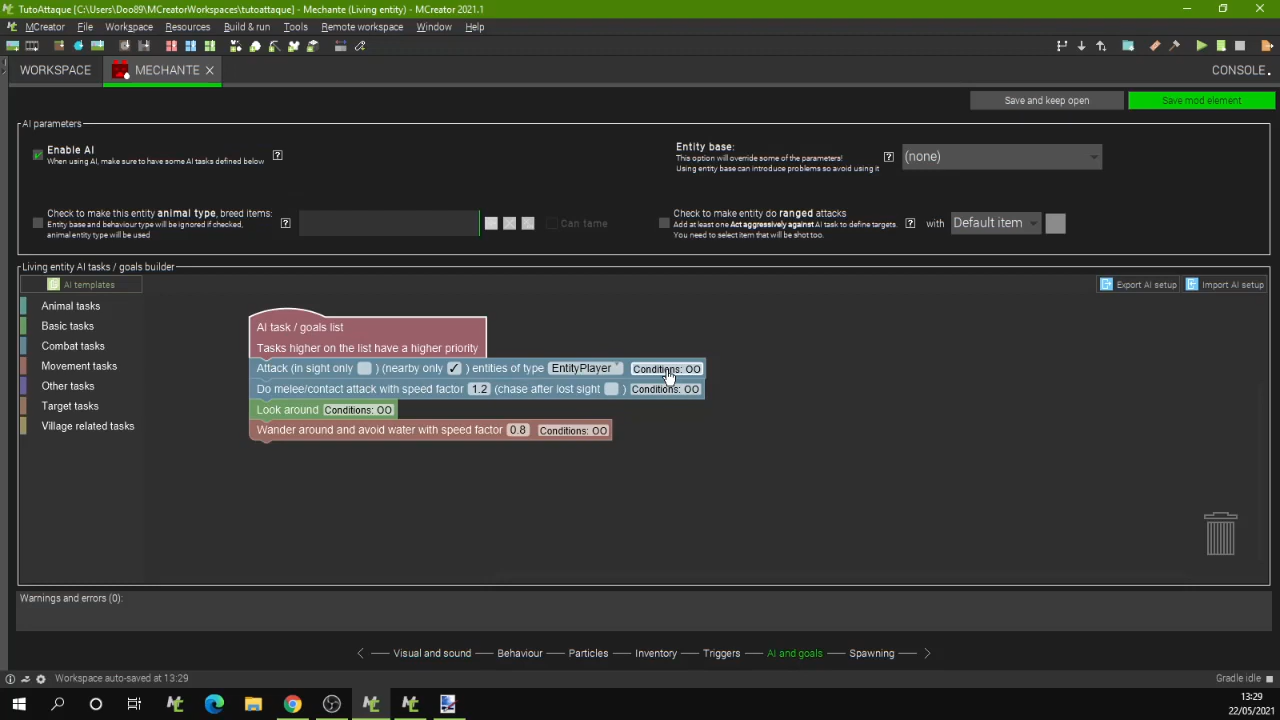 TutoAttaque [C:\Users\Doo89\MCreatorWorkspaces\tutoattaque] - Mechante (Living entity) - MCreator 2021.1
MCreator File Workspace Resources Build & run Tools Remote workspace Window Help
WORKSPACE MECHANTE CONSOLE
Save and keep open Save mod element
AI parameters
Enable AI
When using AI, make sure to have some AI tasks defined below
Entity base:
This option will override some of the parameters!
Using entity base can introduce problems so avoid using it
(none)
Check to make this entity animal type, breed items:
Entity base and behaviour type will be ignored if checked,
animal entity type will be used
Can tame
Check to make entity do ranged attacks
Add at least one Act aggressively against AI task to define targets.
You need to select item that will be shot too.
with Default item
Living entity AI tasks / goals builder
AI templates Export AI setup Import AI setup
Animal tasks
Basic tasks
Combat tasks
Movement tasks
Other tasks
Target tasks
Village related tasks
AI task / goals list
Tasks higher on the list have a higher priority
Attack (in sight only ) (nearby only ✓ ) entities of type EntityPlayer Conditions: OO
Do melee/contact attack with speed factor 1.2 (chase after lost sight ) Conditions: OO
Look around Conditions: OO
Wander around and avoid water with speed factor 0.8 Conditions: OO
Warnings and errors (0):
Visual and sound Behaviour Particles Inventory Triggers AI and goals Spawning
Workspace auto-saved at 13:29 Gradle idle
13:29
22/05/2021